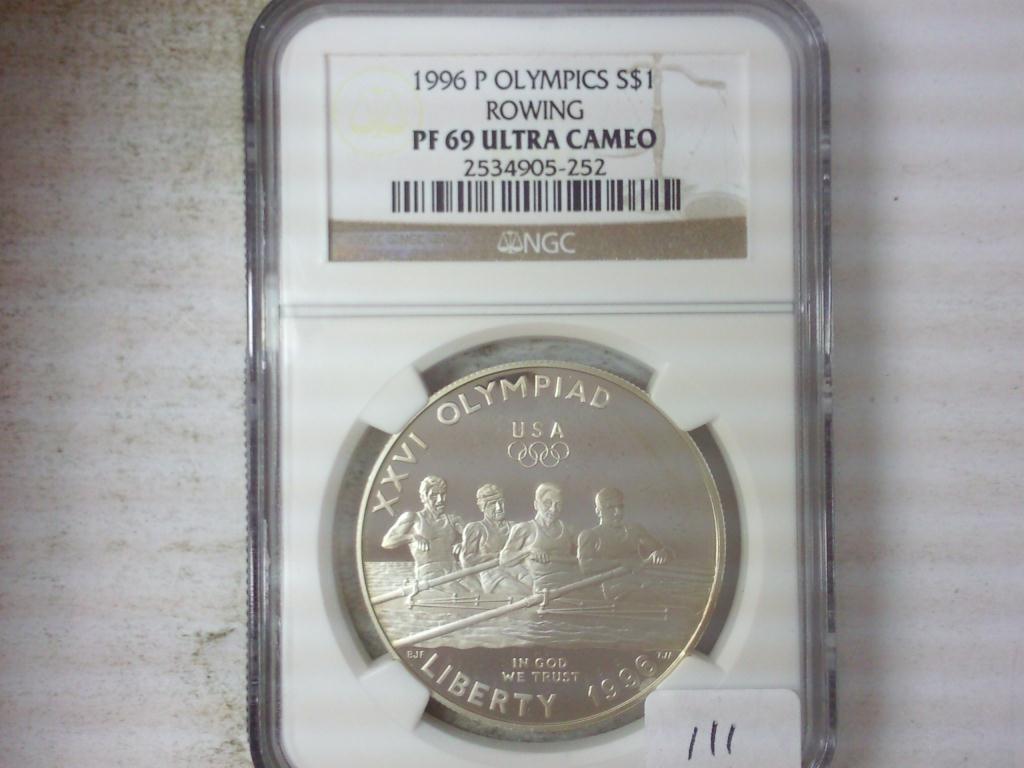 1996 P OLYMPICS S$1
ROWING
PF 69 ULTRA CAMEO
2534905-252
NGC
XXVI OLYMPIAD
USA
BJF
IN GOD
WE TRUST
LIBERTY 1996
111